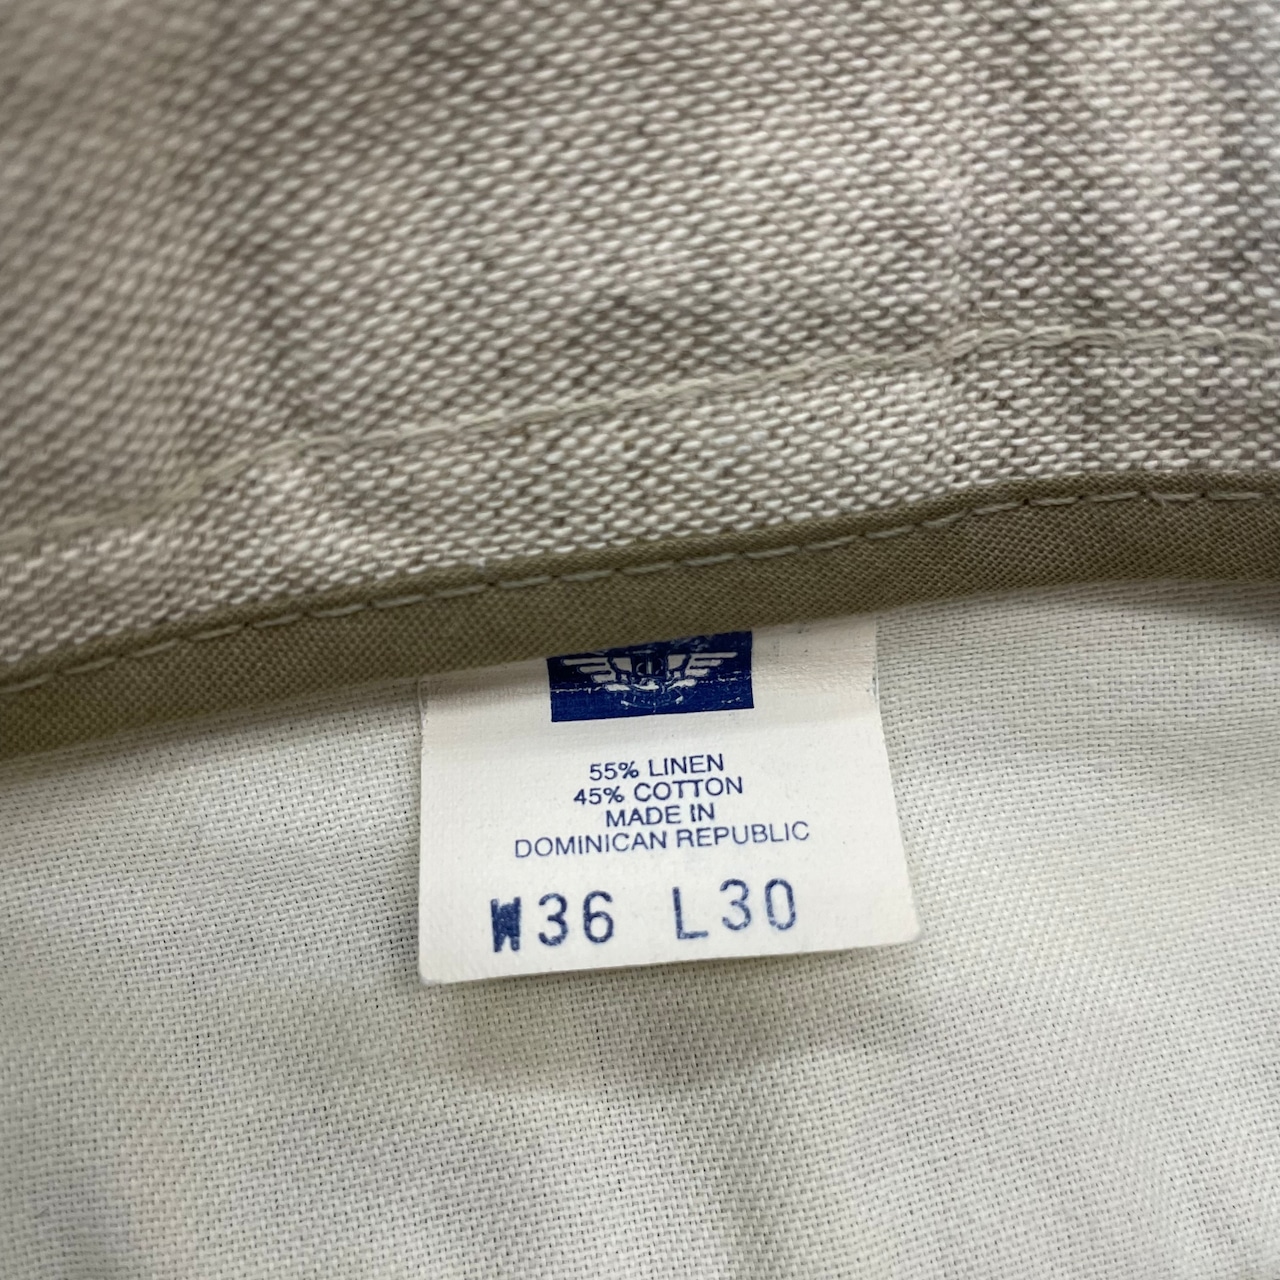 55% LINEN
45% COTTON
MADE IN
DOMINICAN REPUBLIC
W36 L30